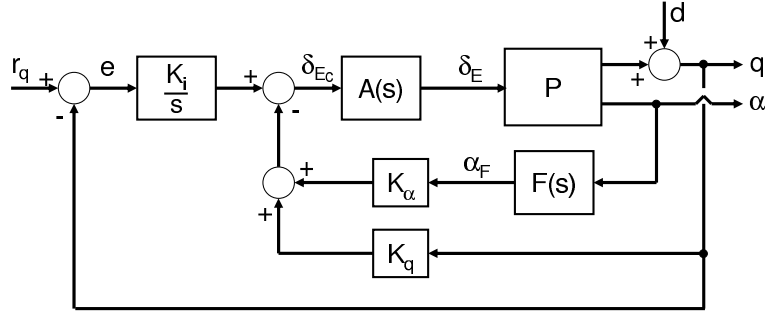 d
r_q + e K_i/s + δ_Ec A(s) δ_E P + + q
- - α
K_α + α_F F(s)
+ K_q